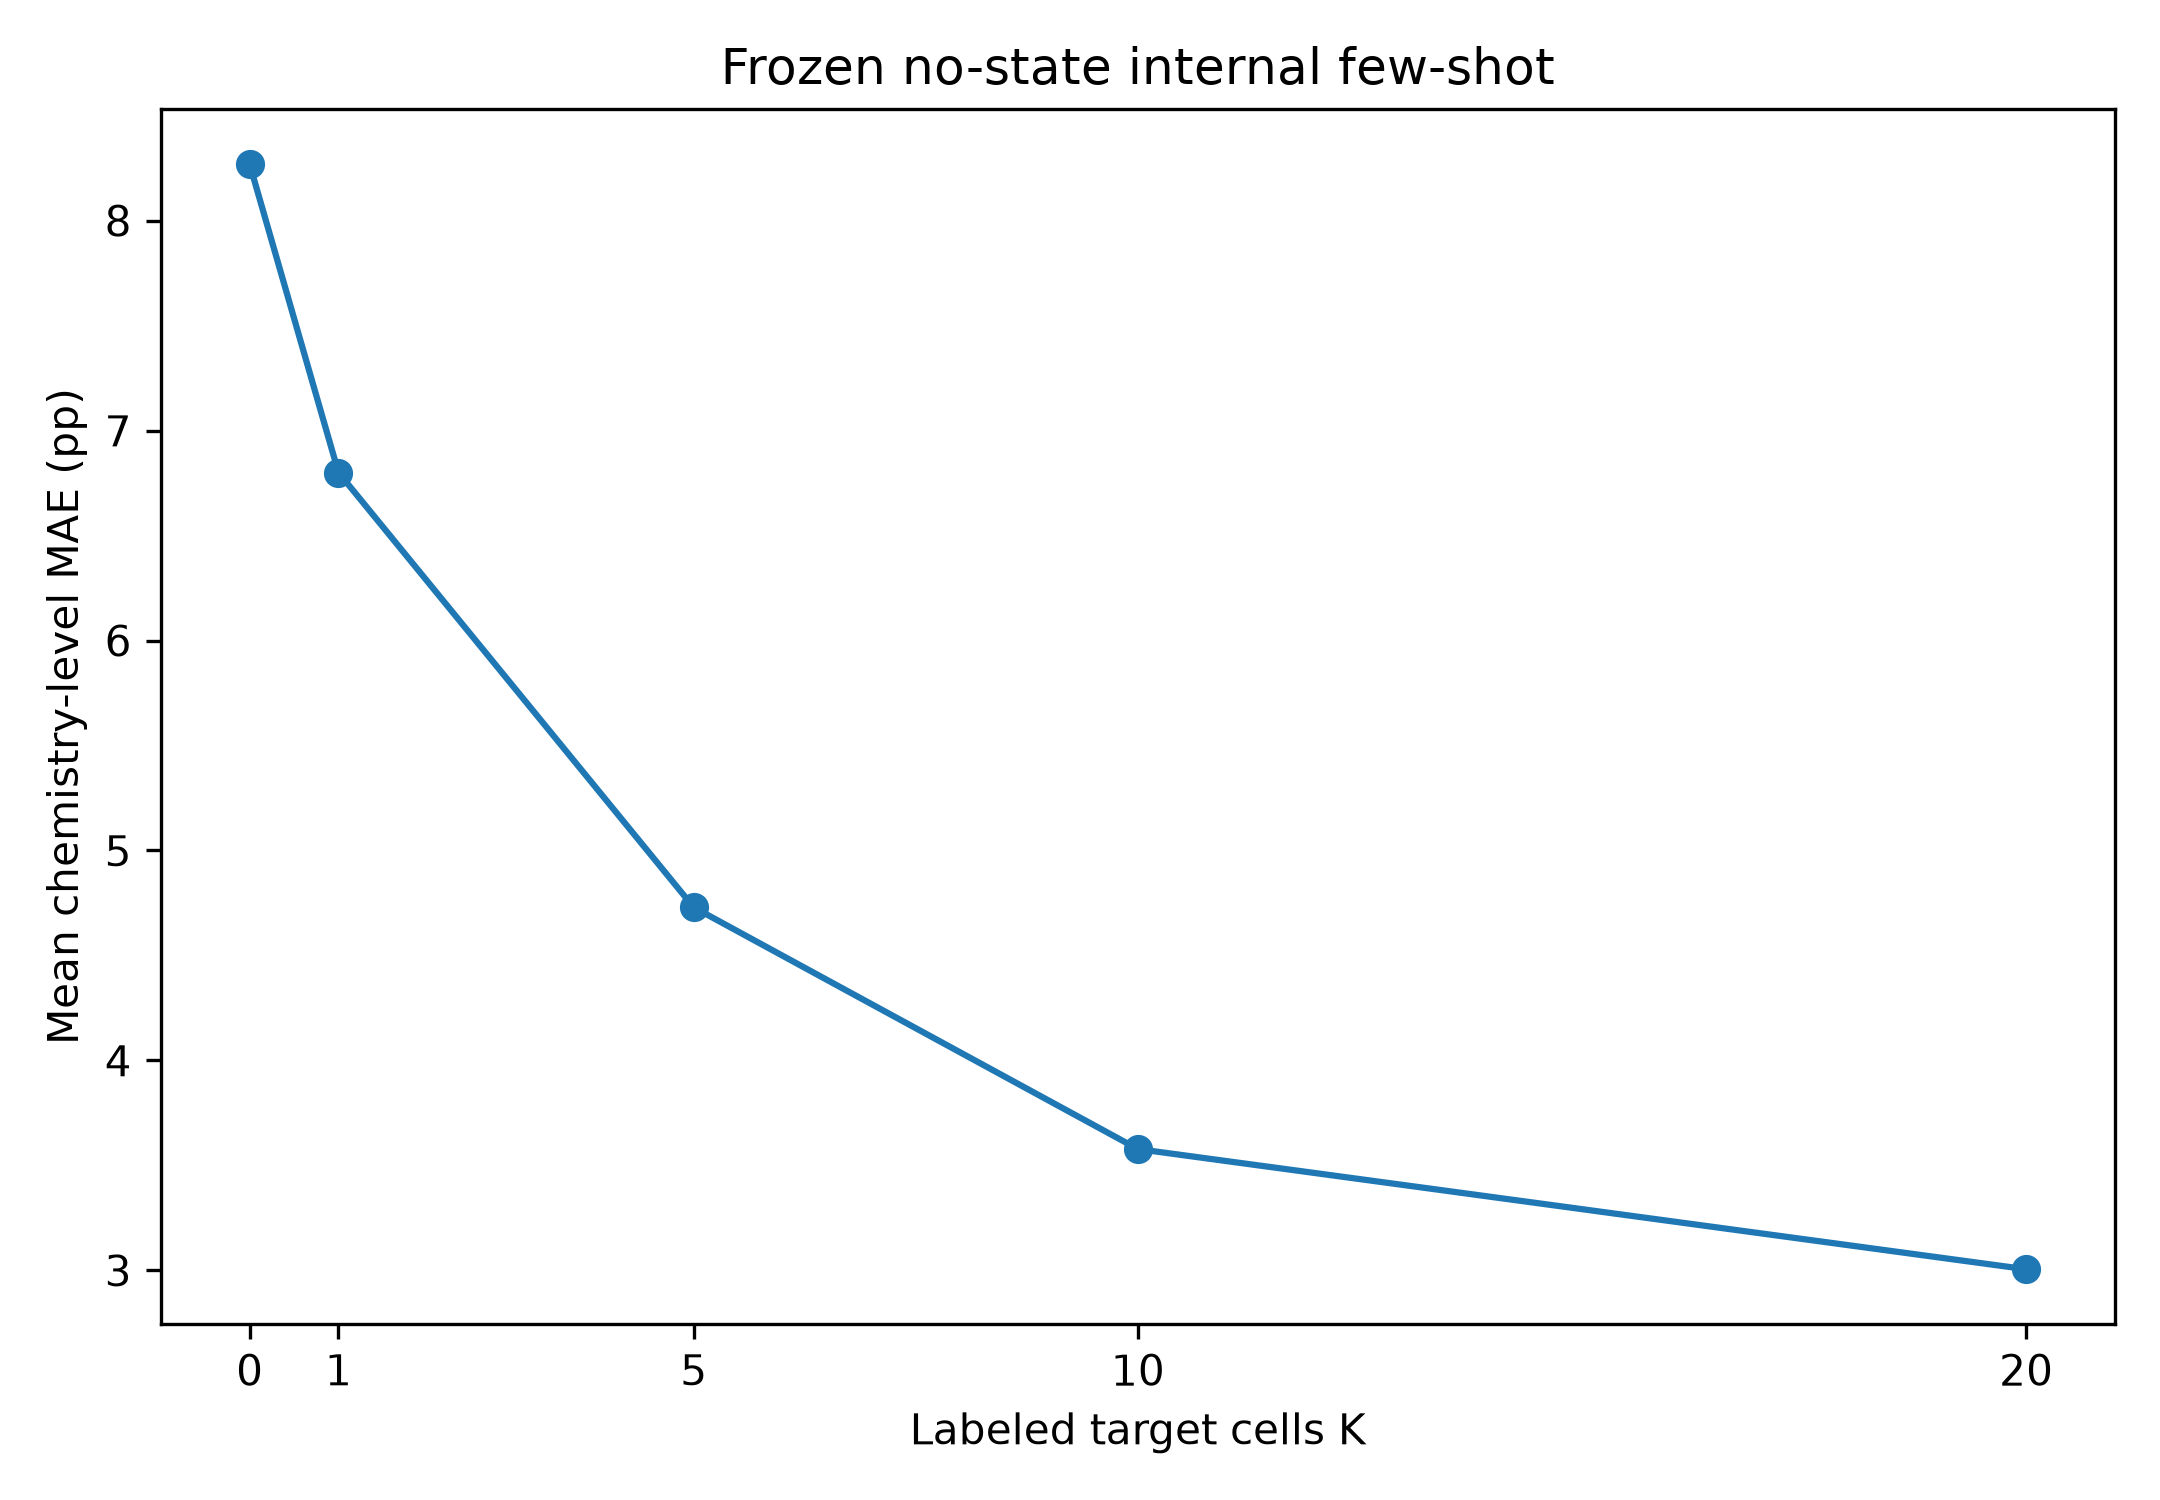 Frozen no-state internal few-shot
Mean chemistry-level MAE (pp)
8
7
6
5
4
3
0 1 5 10 20
Labeled target cells K